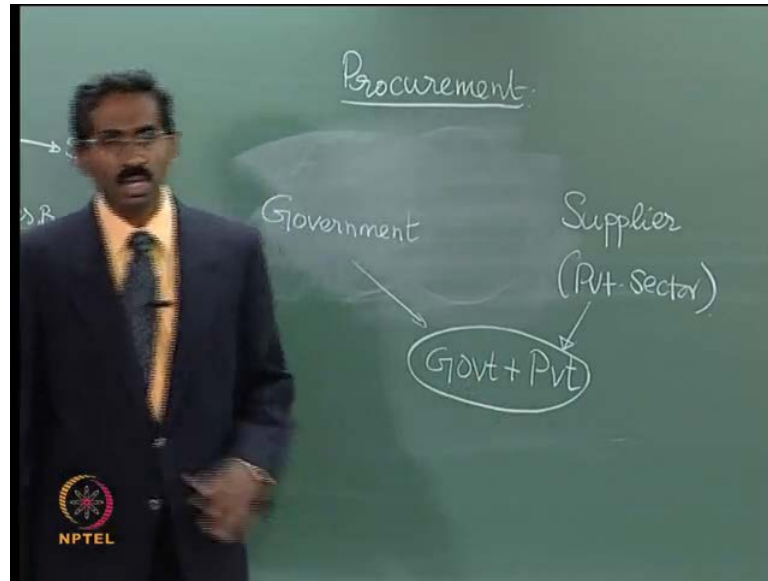 Procurement.
Government
Supplier
(Pvt-Sector)
Govt + Pvt
NPTEL